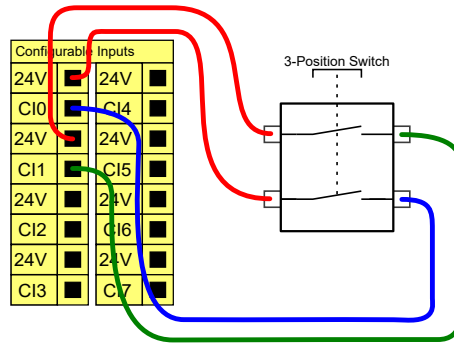 Configurable Inputs
3-Position Switch
24V 24V
CI0 CI4
24V 24V
CI1 CI5
24V 24V
CI2 CI6
24V 24V
CI3 CI7